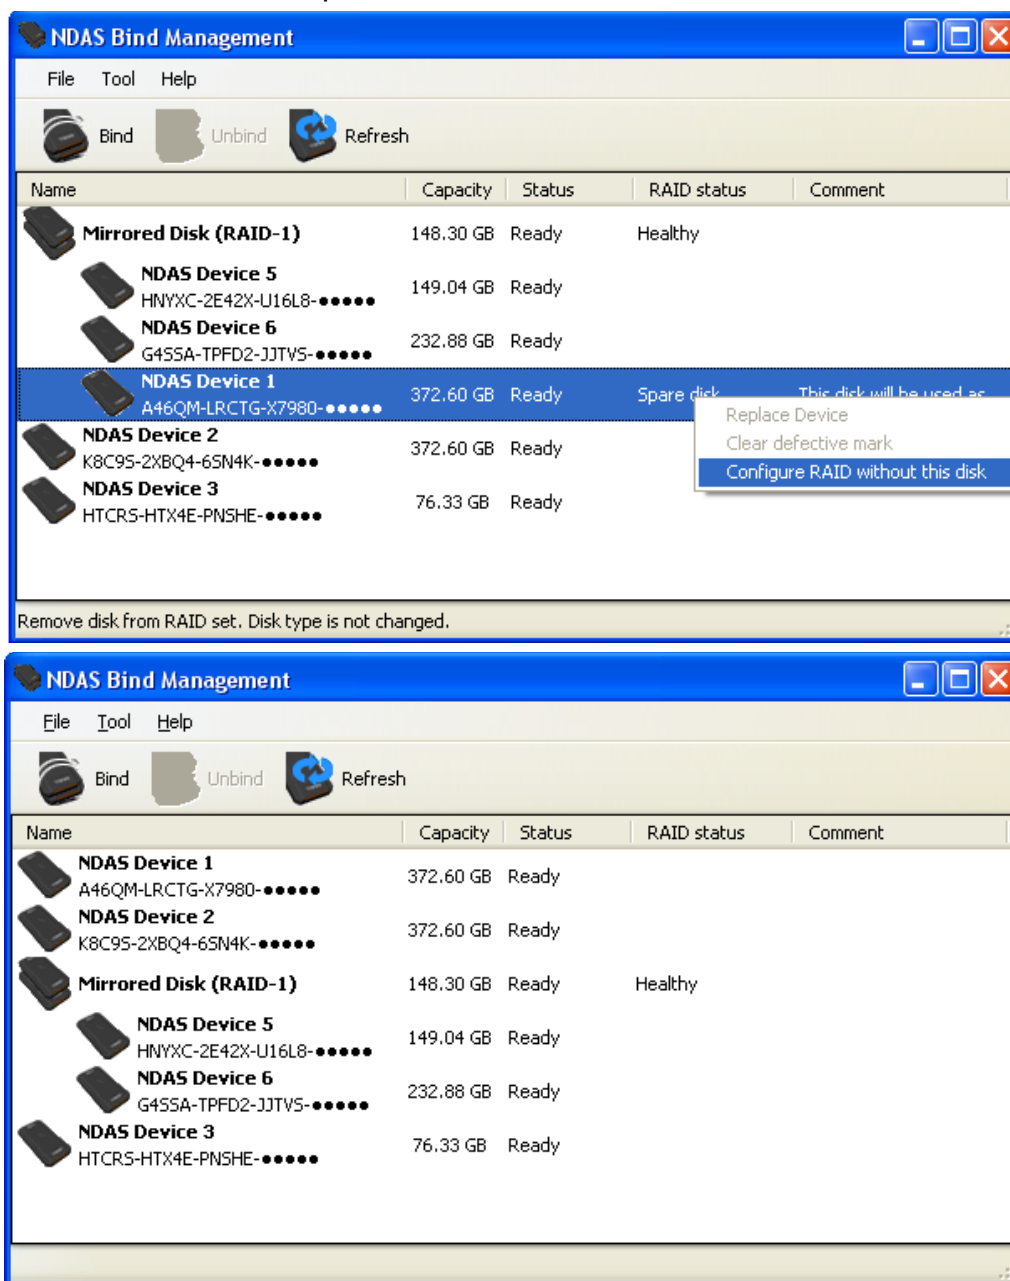 NDAS Bind Management
File Tool Help
Bind Unbind Refresh
Name Capacity Status RAID status Comment
Mirrored Disk (RAID-1) 148.30 GB Ready Healthy
NDAS Device 5
HNYXC-2E42X-U16L8-●●●●● 149.04 GB Ready
NDAS Device 6
G4SSA-TPFD2-JJTVS-●●●●● 232.88 GB Ready
NDAS Device 1
A46QM-LRCTG-X7980-●●●●● 372.60 GB Ready Spare disk This disk will be used as
Replace Device
Clear defective mark
Configure RAID without this disk
NDAS Device 2
K8C9S-2XBQ4-6SN4K-●●●●● 372.60 GB Ready
NDAS Device 3
HTCRS-HTX4E-PNSHE-●●●●● 76.33 GB Ready
Remove disk from RAID set. Disk type is not changed.
NDAS Bind Management
File Tool Help
Bind Unbind Refresh
Name Capacity Status RAID status Comment
NDAS Device 1
A46QM-LRCTG-X7980-●●●●● 372.60 GB Ready
NDAS Device 2
K8C9S-2XBQ4-6SN4K-●●●●● 372.60 GB Ready
Mirrored Disk (RAID-1) 148.30 GB Ready Healthy
NDAS Device 5
HNYXC-2E42X-U16L8-●●●●● 149.04 GB Ready
NDAS Device 6
G4SSA-TPFD2-JJTVS-●●●●● 232.88 GB Ready
NDAS Device 3
HTCRS-HTX4E-PNSHE-●●●●● 76.33 GB Ready